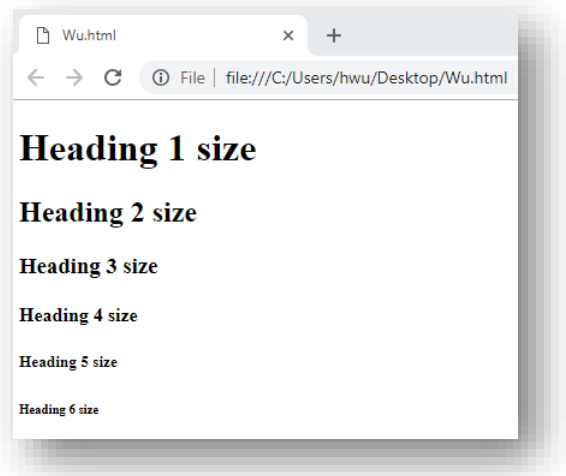 Wu.html
File | file:///C:/Users/hwu/Desktop/Wu.html
Heading 1 size
Heading 2 size
Heading 3 size
Heading 4 size
Heading 5 size
Heading 6 size